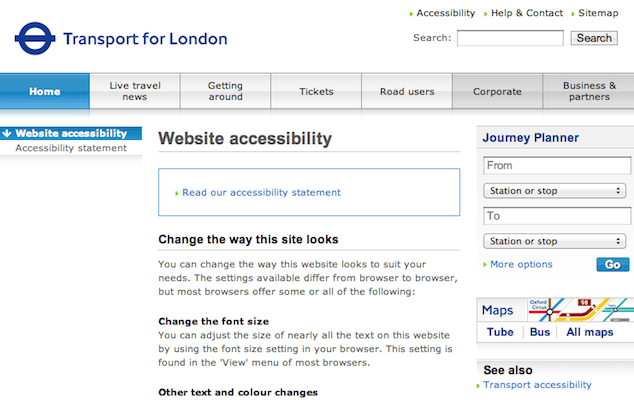 Accessibility Help & Contact Sitemap
Transport for London
Search: Search
Home
Live travel
news
Getting
around
Tickets
Road users
Corporate
Business &
partners
Website accessibility
Accessibility statement
Website accessibility
Read our accessibility statement
Change the way this site looks
You can change the way this website looks to suit your
needs. The settings available differ from browser to browser,
but most browsers offer some or all of the following:
Change the font size
You can adjust the size of nearly all the text on this website
by using the font size setting in your browser. This setting is
found in the 'View' menu of most browsers.
Other text and colour changes
Journey Planner
From
Station or stop
To
Station or stop
More options Go
Maps
Oxford
Circus
98
Tube Bus All maps
See also
Transport accessibility